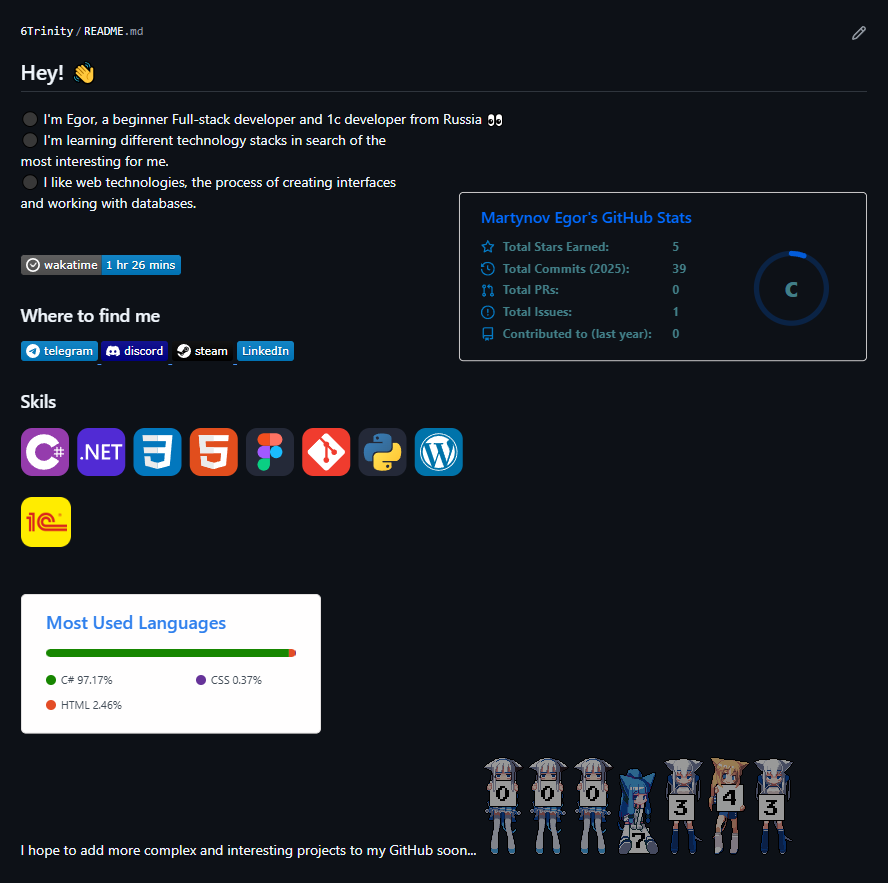 6Trinity/README.md
Hey! 👋
I'm Egor, a beginner Full-stack developer and 1c developer from Russia 👀
I'm learning different technology stacks in search of the
most interesting for me.
I like web technologies, the process of creating interfaces
and working with databases.
Martynov Egor's GitHub Stats
Total Stars Earned: 5
Total Commits (2025): 39
Total PRs: 0
Total Issues: 1
Contributed to (last year): 0
C
wakatime 1 hr 26 mins
Where to find me
telegram discord steam LinkedIn
Skils
C# .NET 3 5 W
1С
Most Used Languages
C# 97.17% CSS 0.37%
HTML 2.46%
0 0 0 7 3 4 3
I hope to add more complex and interesting projects to my GitHub soon...